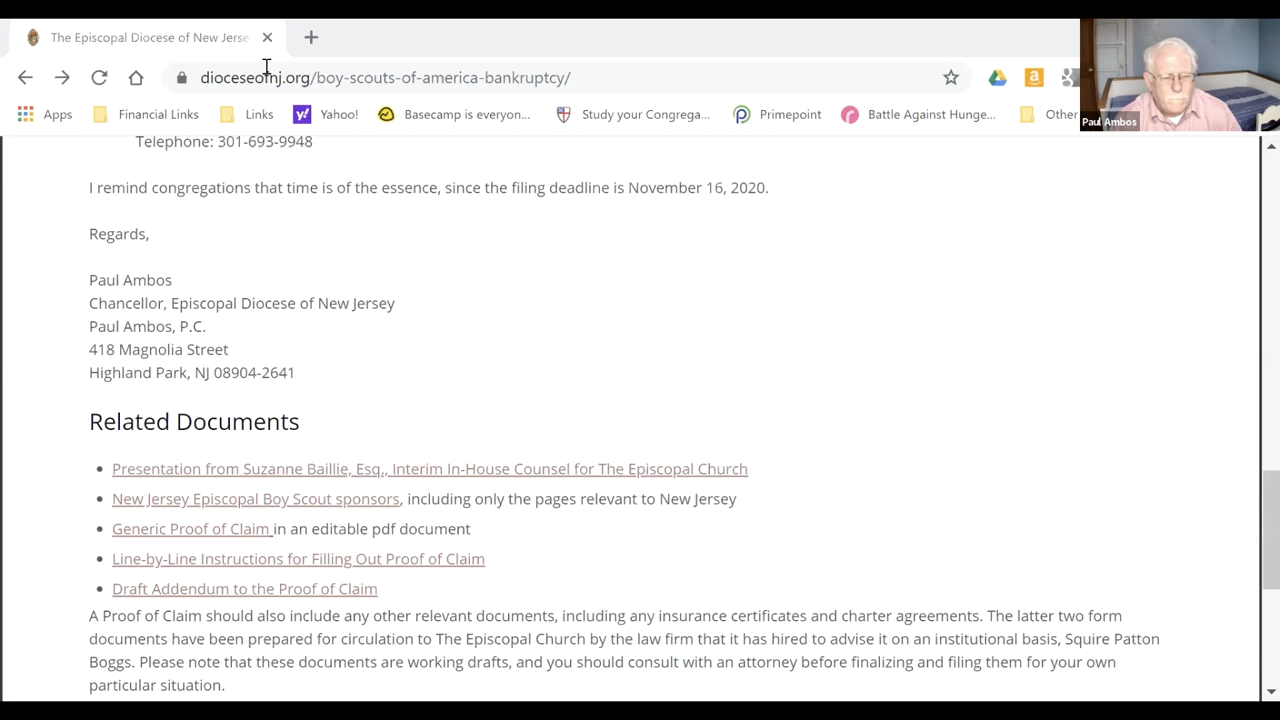 The Episcopal Diocese of New Jerse
dioceseofnj.org/boy-scouts-of-america-bankruptcy/
Apps Financial Links Links Yahoo! Basecamp is everyon... Study your Congrega... Primepoint Battle Against Hunge... Other
Paul Ambos
Telephone: 301-693-9948
I remind congregations that time is of the essence, since the filing deadline is November 16, 2020.
Regards,
Paul Ambos
Chancellor, Episcopal Diocese of New Jersey
Paul Ambos, P.C.
418 Magnolia Street
Highland Park, NJ 08904-2641
Related Documents
• Presentation from Suzanne Baillie, Esq., Interim In-House Counsel for The Episcopal Church
• New Jersey Episcopal Boy Scout sponsors, including only the pages relevant to New Jersey
• Generic Proof of Claim in an editable pdf document
• Line-by-Line Instructions for Filling Out Proof of Claim
• Draft Addendum to the Proof of Claim
A Proof of Claim should also include any other relevant documents, including any insurance certificates and charter agreements. The latter two form
documents have been prepared for circulation to The Episcopal Church by the law firm that it has hired to advise it on an institutional basis, Squire Patton
Boggs. Please note that these documents are working drafts, and you should consult with an attorney before finalizing and filing them for your own
particular situation.